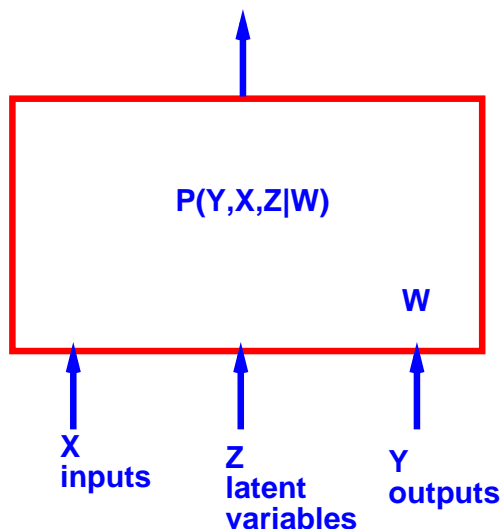 P(Y,X,Z|W)
W
X
inputs
Z
latent
variables
Y
outputs